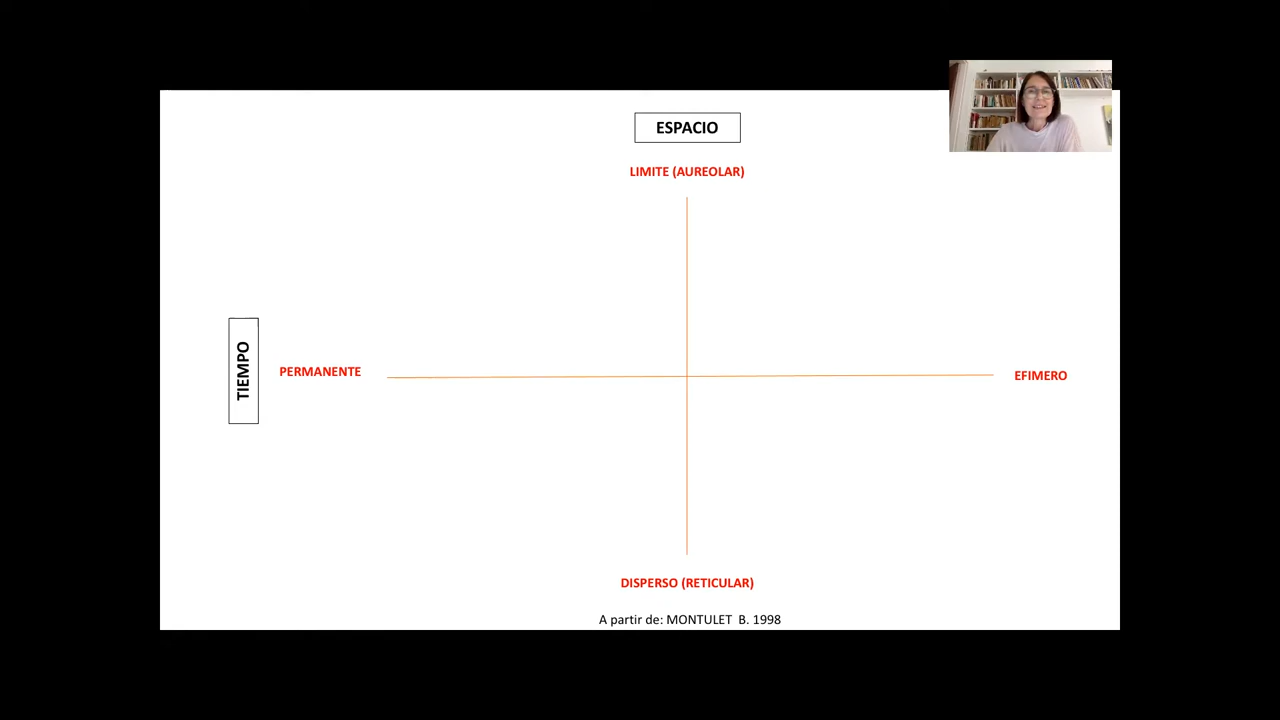 ESPACIO
LIMITE (AUREOLAR)
TIEMPO
PERMANENTE
EFIMERO
DISPERSO (RETICULAR)
A partir de: MONTULET B. 1998